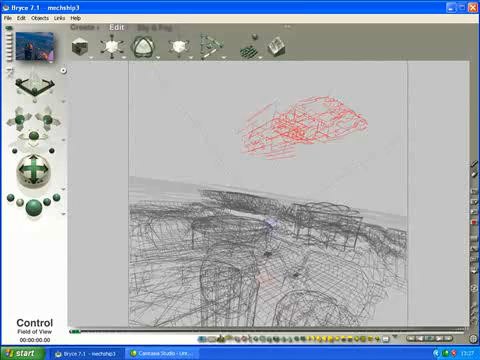 Bryce 7.1 - mechship3
File Edit Objects Links Help
Create Edit Sky & Fog
Control
Field of View
00:00:00.00
start Bryce 7.1 - mechship3 Camtasia Studio - Unt... 13:27